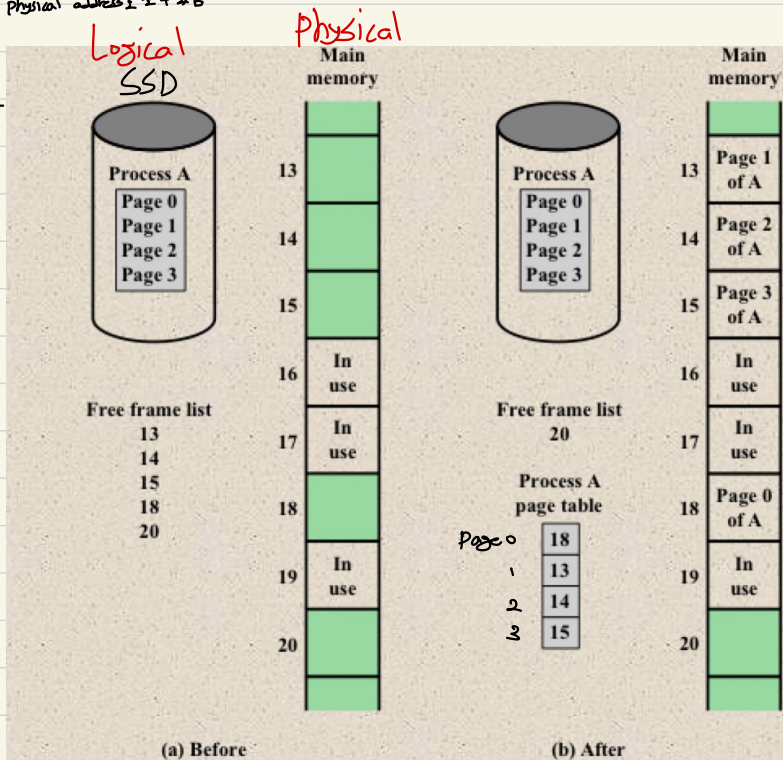 Physical address
Logical
Physical
SSD
Main
memory
Process A
Page 0
Page 1
Page 2
Page 3
13
14
15
16
In
use
17
In
use
18
19
In
use
20
Free frame list
13
14
15
18
20
(a) Before
Main
memory
Process A
Page 0
Page 1
Page 2
Page 3
13
Page 1
of A
14
Page 2
of A
15
Page 3
of A
16
In
use
17
In
use
18
Page 0
of A
19
In
use
20
Free frame list
20
Process A
page table
Page 0 18
1 13
2 14
3 15
(b) After